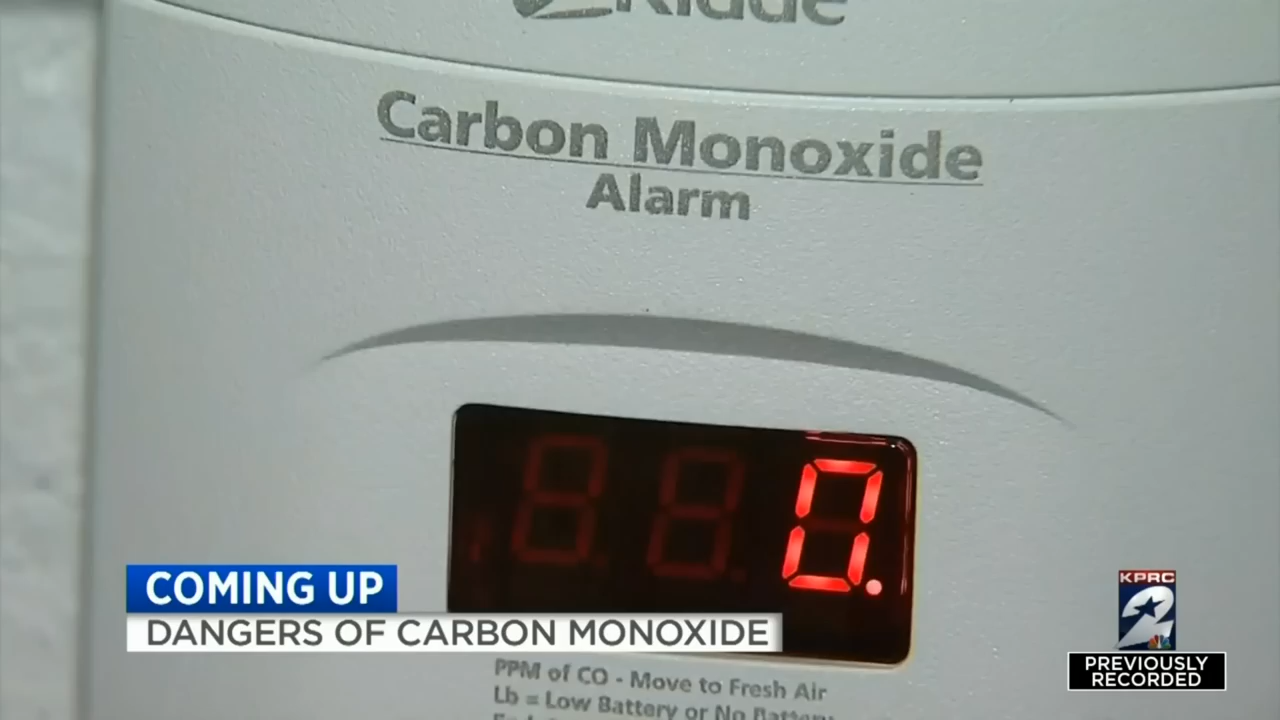 Kidde
Carbon Monoxide
Alarm
0.
COMING UP
DANGERS OF CARBON MONOXIDE
PPM of CO - Move to Fresh Air
Lb = Low Battery or No Battery
KPRC
2
PREVIOUSLY
RECORDED